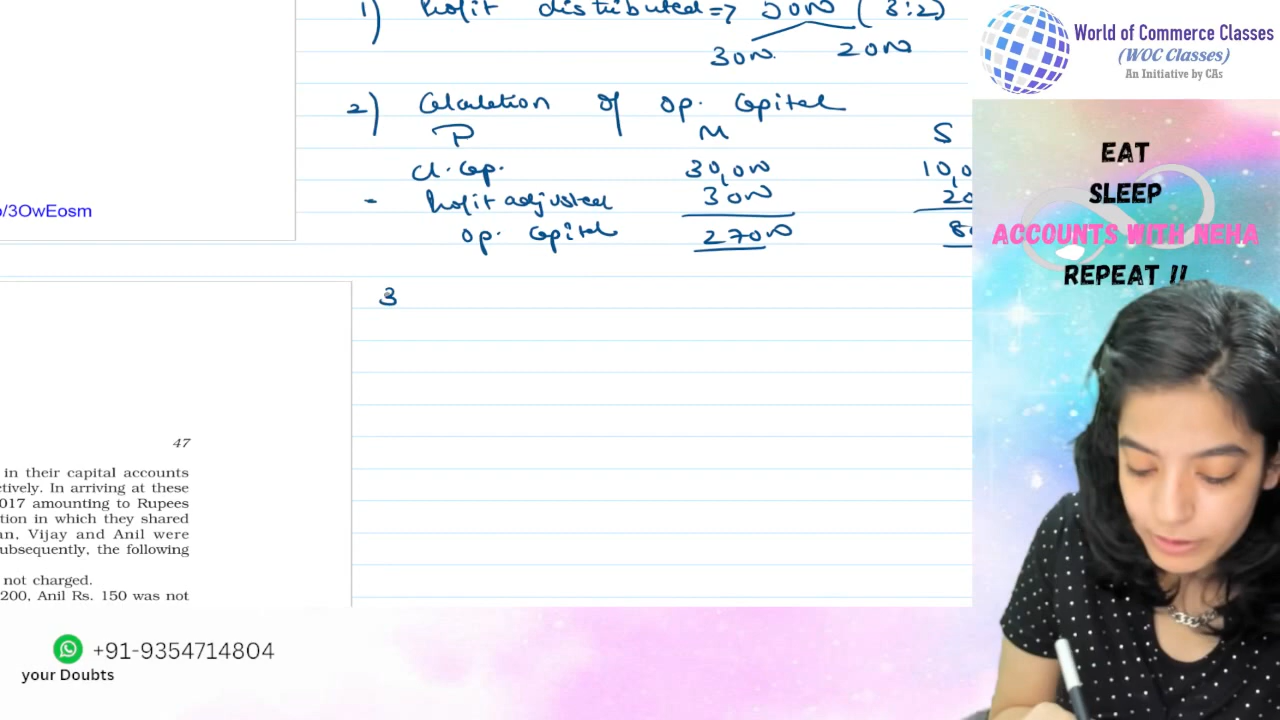 1) Profit distributed => 5000 (3:2)
3000 2000
2) Calculation of Op. Capital
P M S
Cl. Cap. 30,000 10,0
- Profit adjusted 3000 20
Op. Capital 27000 8
3
o/3OwEosm
47
in their capital accounts
ctively. In arriving at these
017 amounting to Rupees
tion in which they shared
an, Vijay and Anil were
ubsequently, the following
not charged.
200, Anil Rs. 150 was not
World of Commerce Classes
(WOC Classes)
An Initiative by CAs
EAT
SLEEP
ACCOUNTS WITH NEHA
REPEAT !!
+91-9354714804
your Doubts